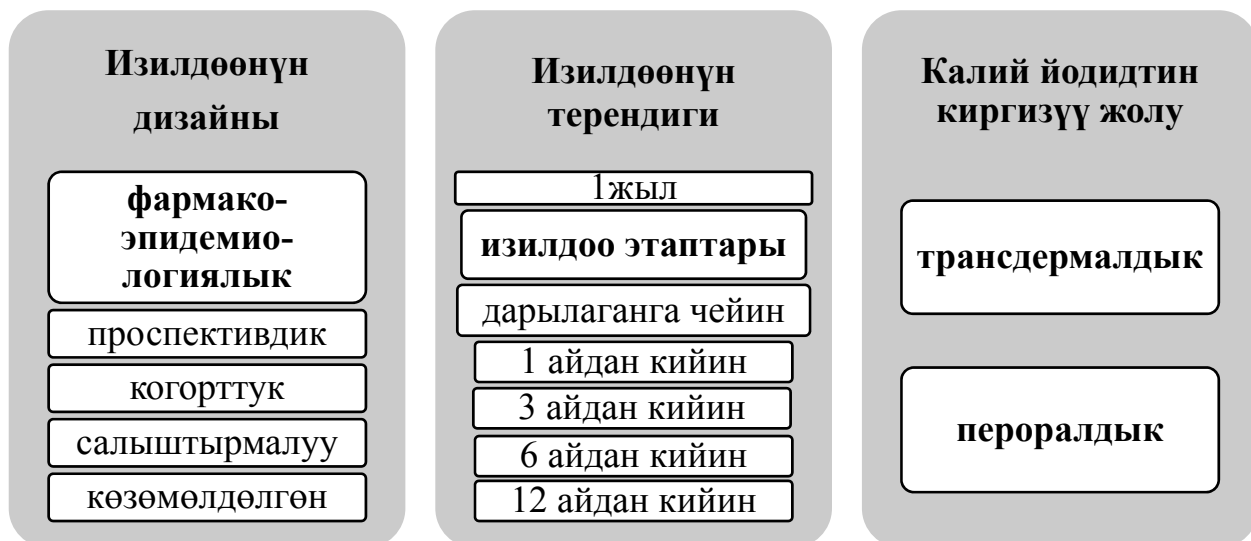 Изилдөөнүн
дизайны
фармако-
эпидемио-
логиялык
проспективдик
когорттук
салыштырмалуу
көзөмөлдөлгөн
Изилдөөнүн
терендиги
1жыл
изилдоо этаптары
дарылаганга чейин
1 айдан кийин
3 айдан кийин
6 айдан кийин
12 айдан кийин
Калий йодидтин
киргизүү жолу
трансдермалдык
пероралдык